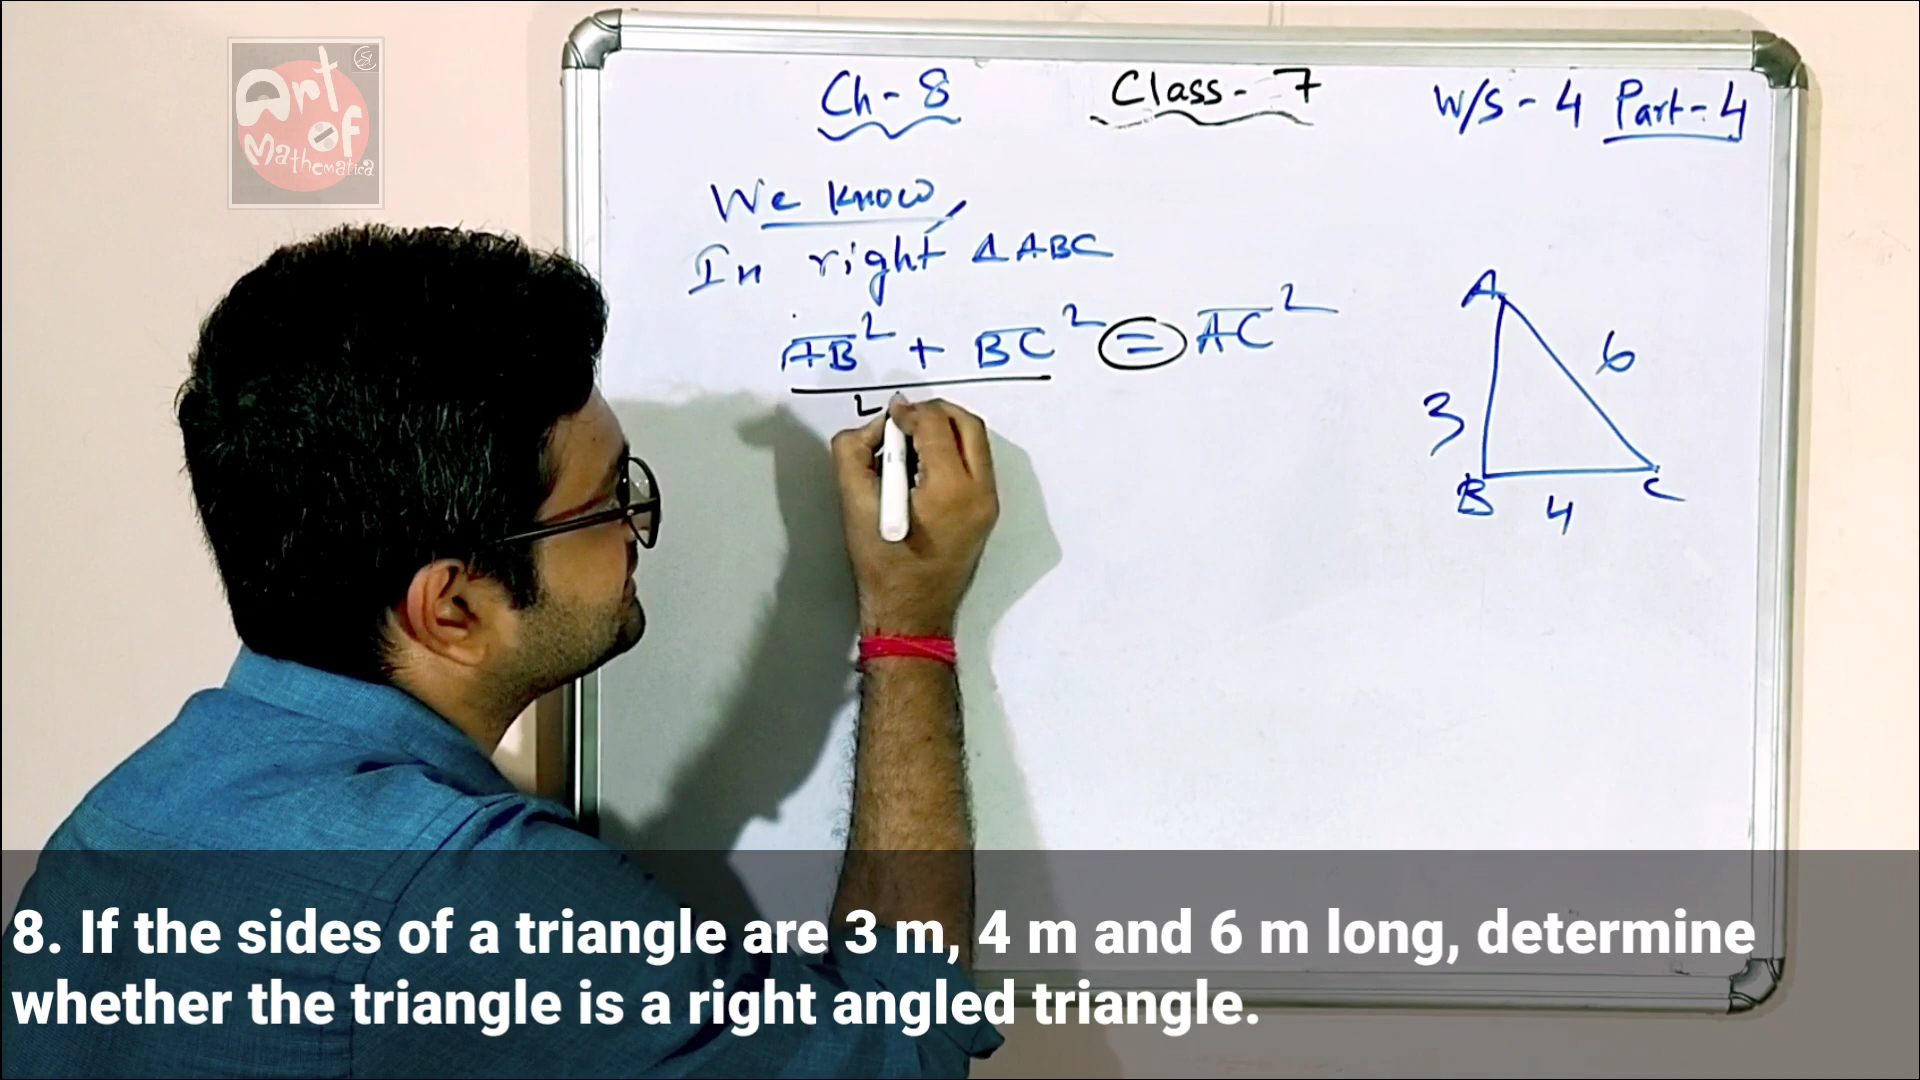 Art
of
Mathematica
Ch - 8 Class - 7 W/S - 4 Part - 4
We know,
In right Δ ABC
AB² + BC² = AC²
L
A
6
3
B
4
C
8. If the sides of a triangle are 3 m, 4 m and 6 m long, determine
whether the triangle is a right angled triangle.